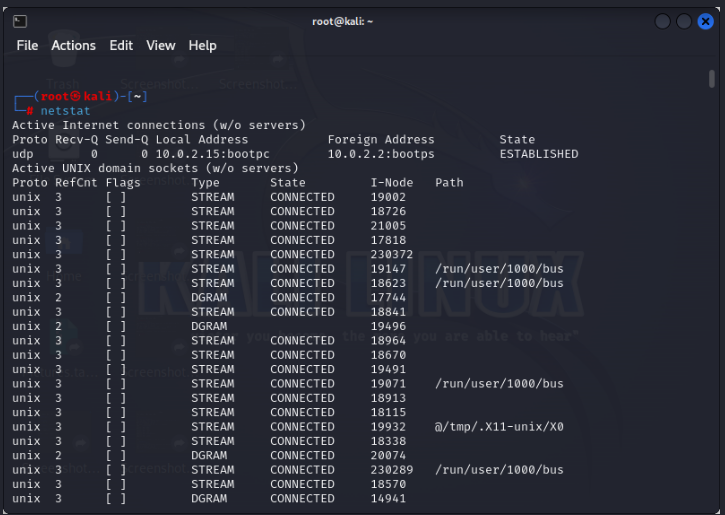 root@kali: ~
File Actions Edit View Help
Trash Screenshot... Screenshot...
┌──(root㉿kali)-[~]
└─# netstat
Active Internet connections (w/o servers)
Proto Recv-Q Send-Q Local Address Foreign Address State
udp 0 0 10.0.2.15:bootpc 10.0.2.2:bootps ESTABLISHED
Active UNIX domain sockets (w/o servers)
Proto RefCnt Flags Type State I-Node Path
unix 3 [ ] STREAM CONNECTED 19002
unix 3 [ ] STREAM CONNECTED 18726
unix 3 [ ] STREAM CONNECTED 21005
unix 3 [ ] STREAM CONNECTED 17818
unix 3 [ ] STREAM CONNECTED 230372
unix 3 [ ] STREAM CONNECTED 19147 /run/user/1000/bus
unix 3 [ ] STREAM CONNECTED 18623 /run/user/1000/bus
unix 2 [ ] DGRAM CONNECTED 17744
unix 3 [ ] STREAM CONNECTED 18841
unix 2 [ ] DGRAM 19496
unix 3 [ ] STREAM CONNECTED 18964
unix 3 [ ] STREAM CONNECTED 18670
unix 3 [ ] STREAM CONNECTED 19491
unix 3 [ ] STREAM CONNECTED 19071 /run/user/1000/bus
unix 3 [ ] STREAM CONNECTED 18913
unix 3 [ ] STREAM CONNECTED 18115
unix 3 [ ] STREAM CONNECTED 19932 @/tmp/.X11-unix/X0
unix 3 [ ] STREAM CONNECTED 18338
unix 2 [ ] DGRAM CONNECTED 20074
unix 3 [ ] STREAM CONNECTED 230289 /run/user/1000/bus
unix 3 [ ] STREAM CONNECTED 18570
unix 3 [ ] DGRAM CONNECTED 14941
KALI LINUX